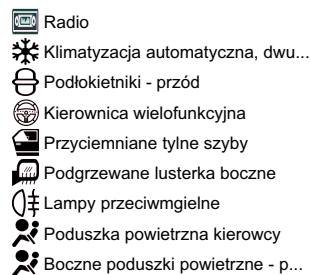 Radio
Klimatyzacja automatyczna, dwu...
Podłokietniki - przód
Kierownica wielofunkcyjna
Przyciemniane tylne szyby
Podgrzewane lusterka boczne
Lampy przeciwmgielne
Poduszka powietrzna kierowcy
Boczne poduszki powietrzne - p...